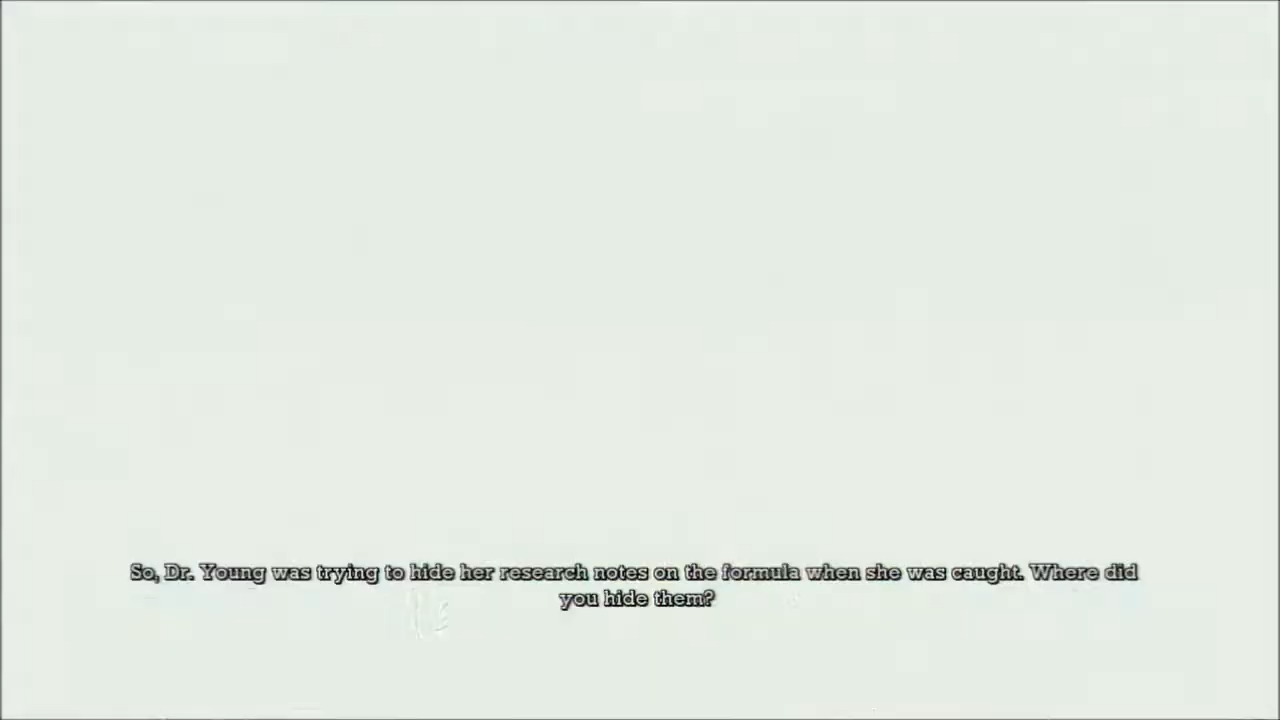 So, Dr. Young was trying to hide her research notes on the formula when she was caught. Where did
you hide them?